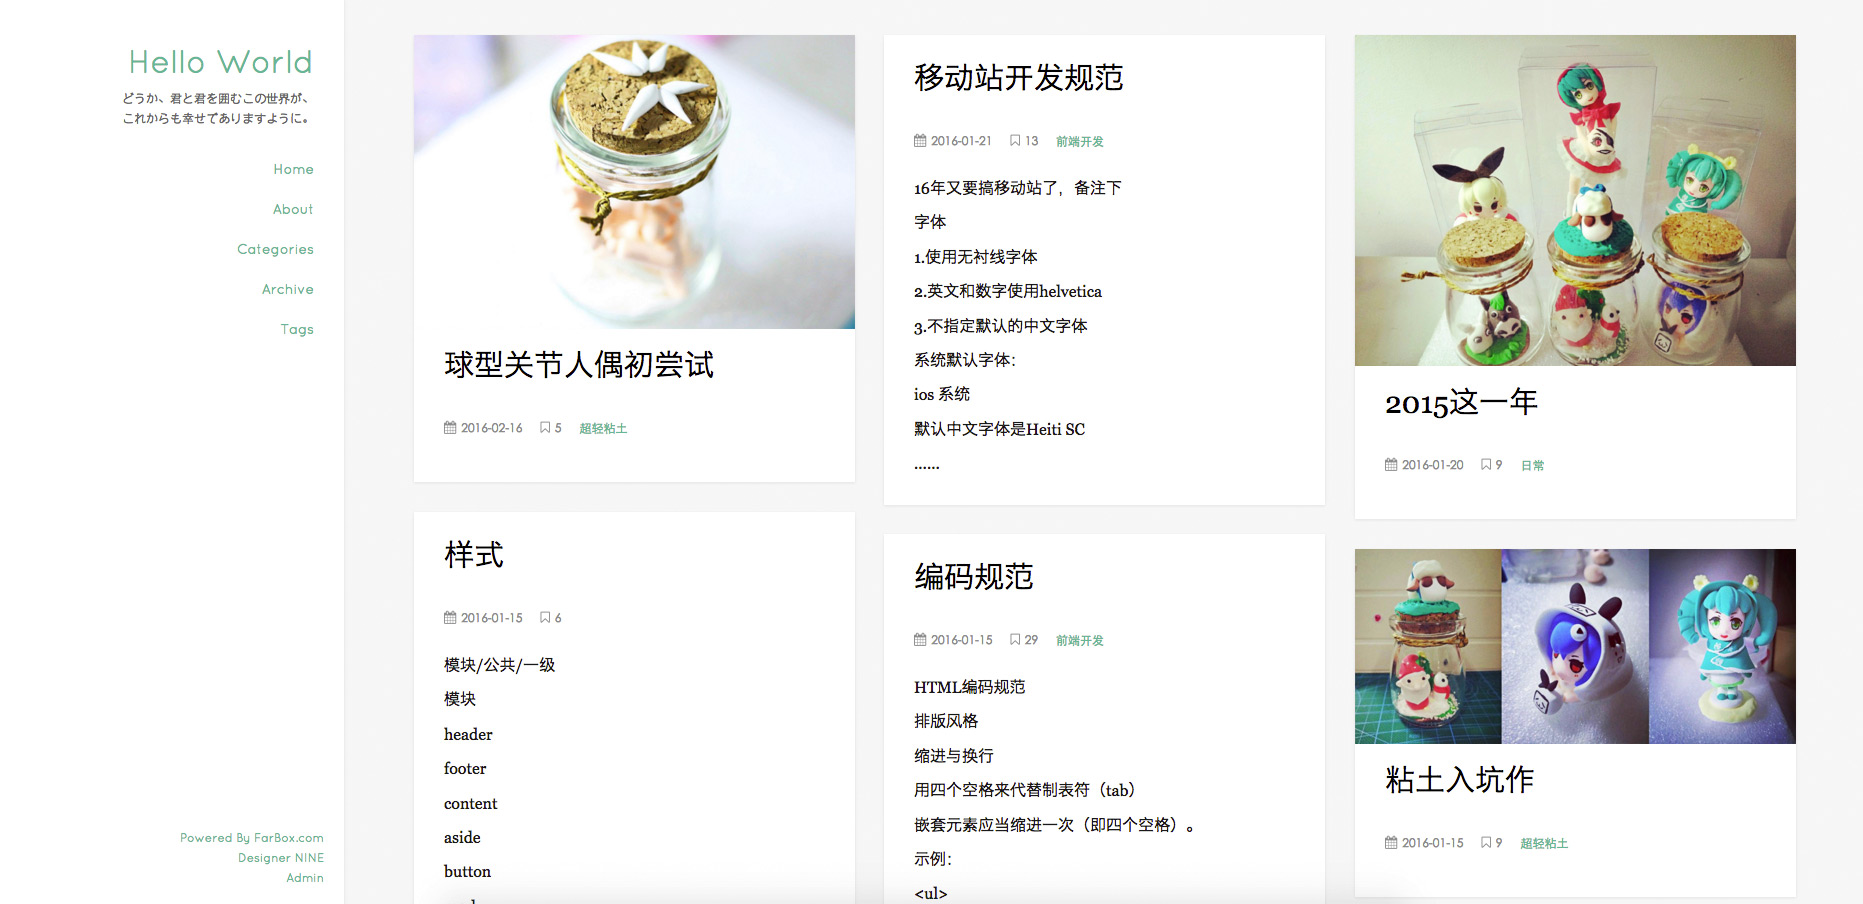 Hello World
どうか、君と君を囲むこの世界が、
これからも幸せでありますように。
Home
About
Categories
Archive
Tags
Powered By FarBox.com
Designer NINE
Admin
球型关节人偶初尝试
2016-02-16 5 超轻粘土
样式
2016-01-15 6
模块/公共/一级
模块
header
footer
content
aside
button
移动站开发规范
2016-01-21 13 前端开发
16年又要搞移动站了，备注下
字体
1.使用无衬线字体
2.英文和数字使用helvetica
3.不指定默认的中文字体
系统默认字体：
ios 系统
默认中文字体是Heiti SC
......
编码规范
2016-01-15 29 前端开发
HTML编码规范
排版风格
缩进与换行
用四个空格来代替制表符（tab）
嵌套元素应当缩进一次（即四个空格）。
示例：
<ul>
2015这一年
2016-01-20 9 日常
粘土入坑作
2016-01-15 9 超轻粘土